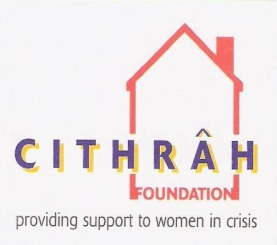 CITHRÂH
FOUNDATION
providing support to women in crisis